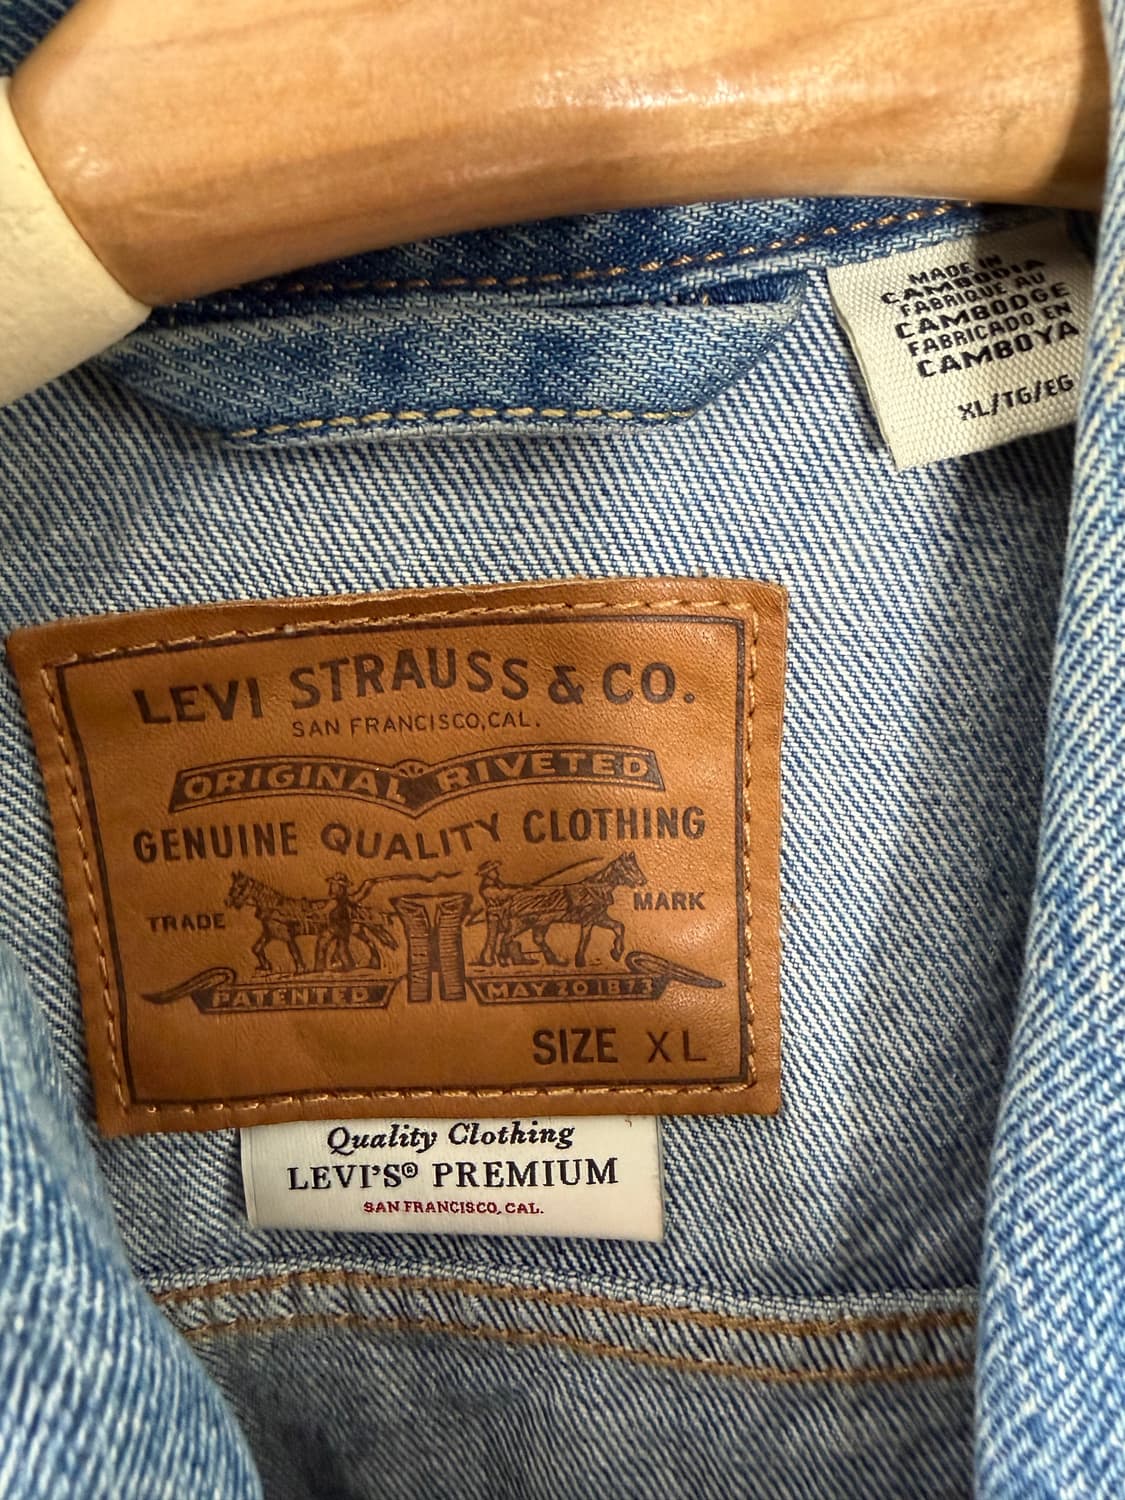 MADE IN
CAMBODIA
FABRIQUE AU
CAMBODGE
FABRICADO EN
CAMBOYA
XL/TG/EG
LEVI STRAUSS & CO.
SAN FRANCISCO, CAL.
ORIGINAL RIVETED
GENUINE QUALITY CLOTHING
TRADE MARK
PATENTED MAY 20 1873
SIZE XL
Quality Clothing
LEVI'S® PREMIUM
SAN FRANCISCO, CAL.